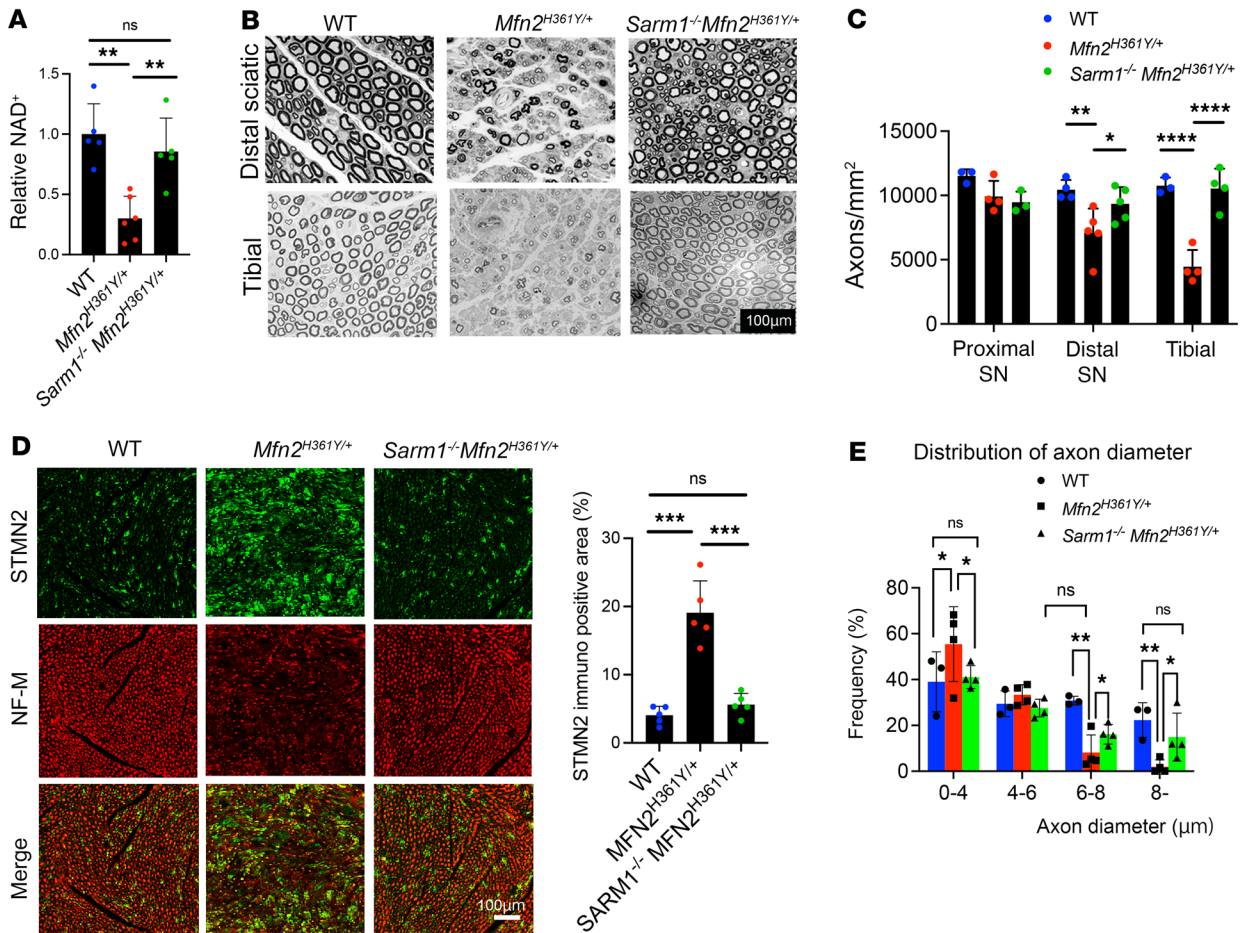 A
ns
**
**
Relative NAD+
1.5
1.0
0.5
0.0
WT
Mfn2H361Y/+
Sarm1-/- Mfn2H361Y/+
B
WT
Mfn2H361Y/+
Sarm1-/-Mfn2H361Y/+
Distal sciatic
Tibial
100μm
C
WT
Mfn2H361Y/+
Sarm1-/- Mfn2H361Y/+
Axons/mm2
15000
10000
5000
0
**
*
****
****
Proximal SN
Distal SN
Tibial
D
WT
Mfn2H361Y/+
Sarm1-/-Mfn2H361Y/+
STMN2
NF-M
Merge
100μm
STMN2 immuno positive area (%)
ns
***
***
30
20
10
0
WT
MFN2H361Y/+
SARM1-/- MFN2H361Y/+
E
Distribution of axon diameter
WT
Mfn2H361Y/+
Sarm1-/- Mfn2H361Y/+
Frequency (%)
80
60
40
20
0
ns
*
*
ns
**
*
ns
**
*
0-4
4-6
6-8
8-
Axon diameter (μm)